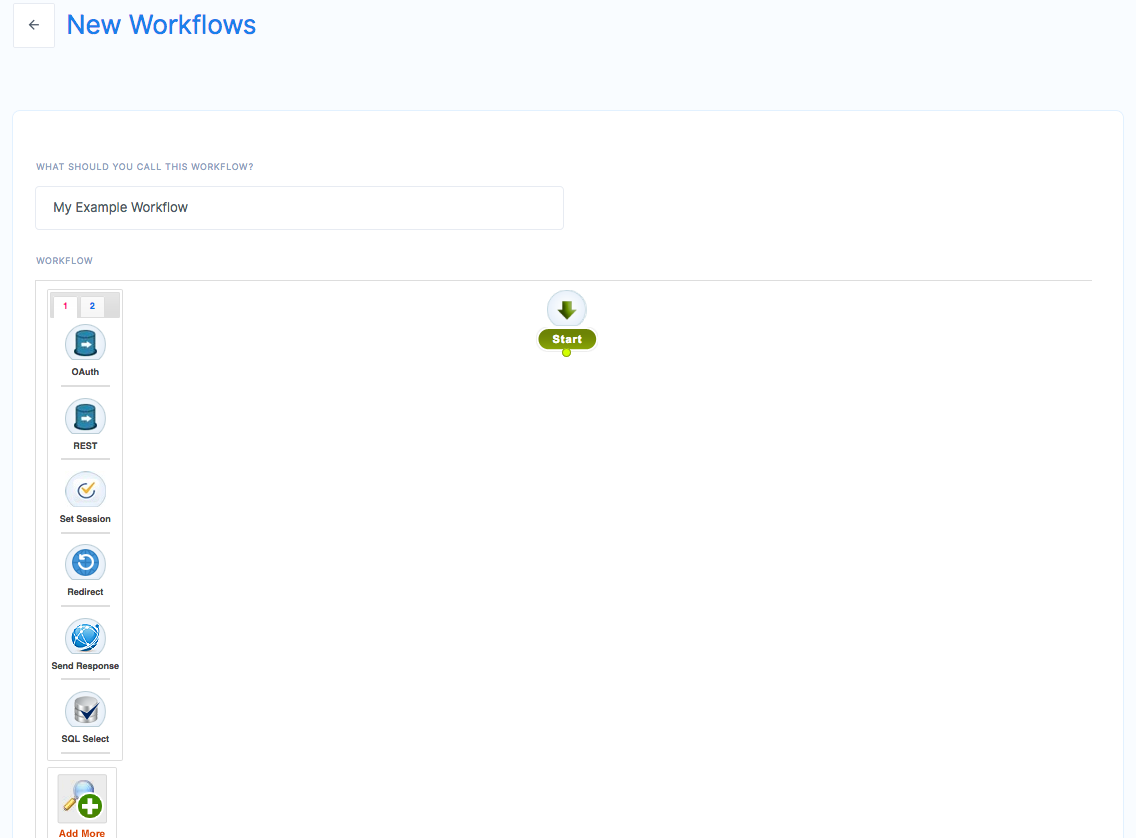 New Workflows
WHAT SHOULD YOU CALL THIS WORKFLOW?
My Example Workflow
WORKFLOW
1 2
Start
OAuth
REST
Set Session
Redirect
Send Response
SQL Select
Add More